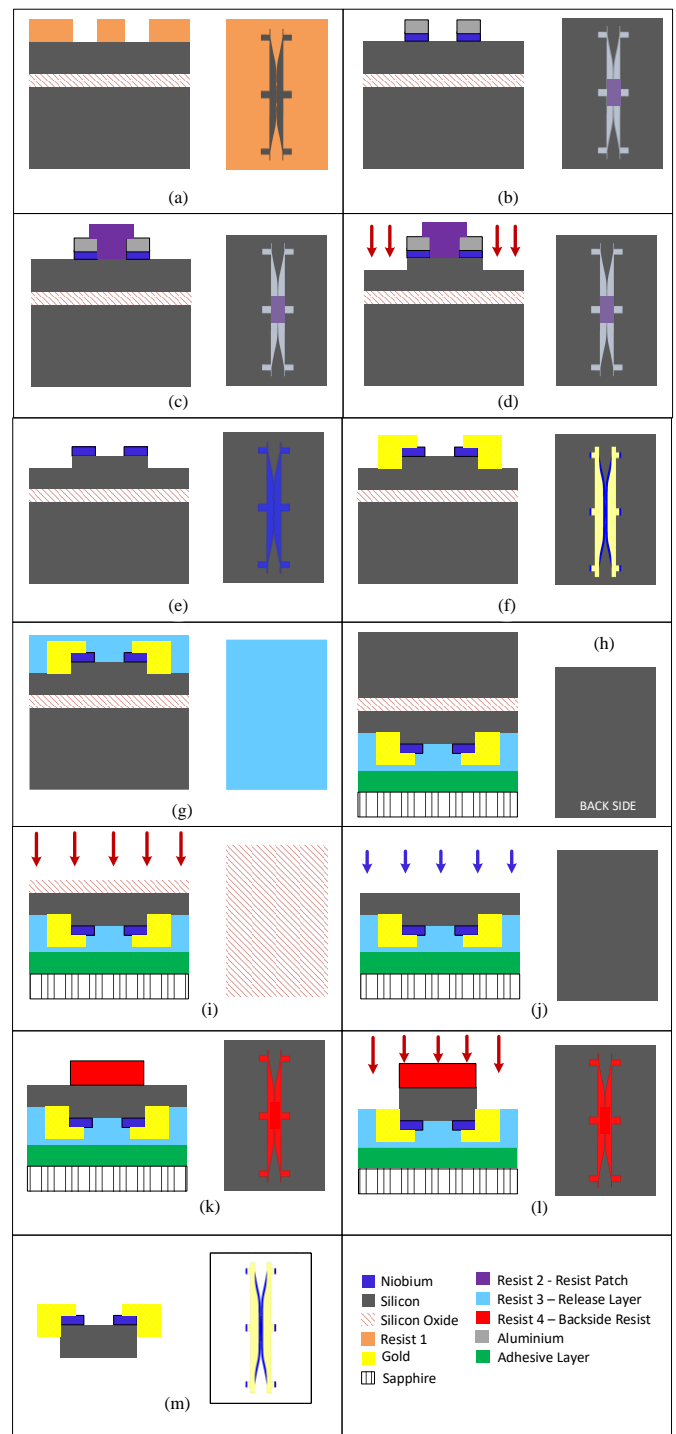 (a)
(b)
(c)
(d)
(e)
(f)
(g)
(h)
BACK SIDE
(i)
(j)
(k)
(l)
(m)
Niobium
Silicon
Silicon Oxide
Resist 1
Gold
Sapphire
Resist 2 - Resist Patch
Resist 3 – Release Layer
Resist 4 – Backside Resist
Aluminium
Adhesive Layer